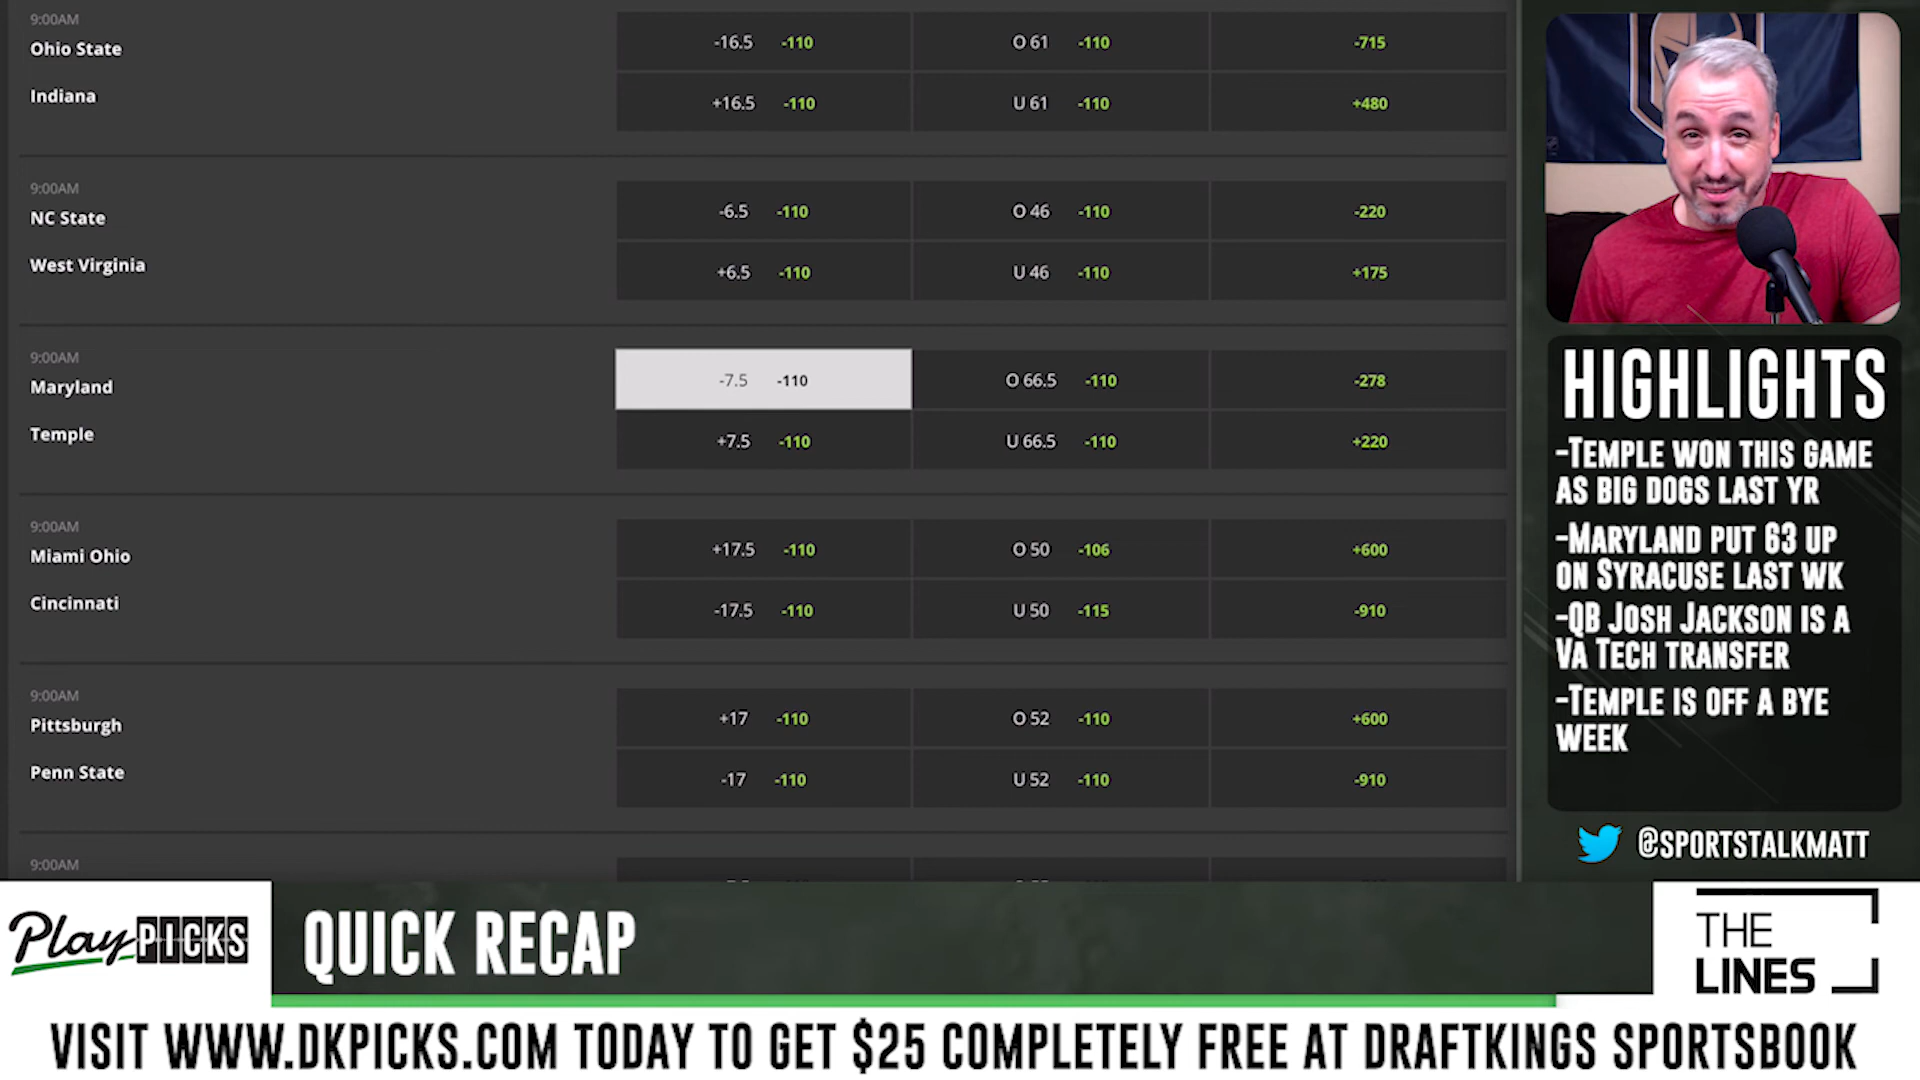 9:00AM
Ohio State -16.5 -110 O 61 -110 -715
Indiana +16.5 -110 U 61 -110 +480
9:00AM
NC State -6.5 -110 O 46 -110 -220
West Virginia +6.5 -110 U 46 -110 +175
9:00AM
Maryland -7.5 -110 O 66.5 -110 -278
Temple +7.5 -110 U 66.5 -110 +220
9:00AM
Miami Ohio +17.5 -110 O 50 -106 +600
Cincinnati -17.5 -110 U 50 -115 -910
9:00AM
Pittsburgh +17 -110 O 52 -110 +600
Penn State -17 -110 U 52 -110 -910
9:00AM
HIGHLIGHTS
-TEMPLE WON THIS GAME
AS BIG DOGS LAST YR
-MARYLAND PUT 63 UP
ON SYRACUSE LAST WK
-QB JOSH JACKSON IS A
VA TECH TRANSFER
-TEMPLE IS OFF A BYE
WEEK
@SPORTSTALKMATT
PlayPICKS
QUICK RECAP
THE
LINES
VISIT WWW.DKPICKS.COM TODAY TO GET $25 COMPLETELY FREE AT DRAFTKINGS SPORTSBOOK